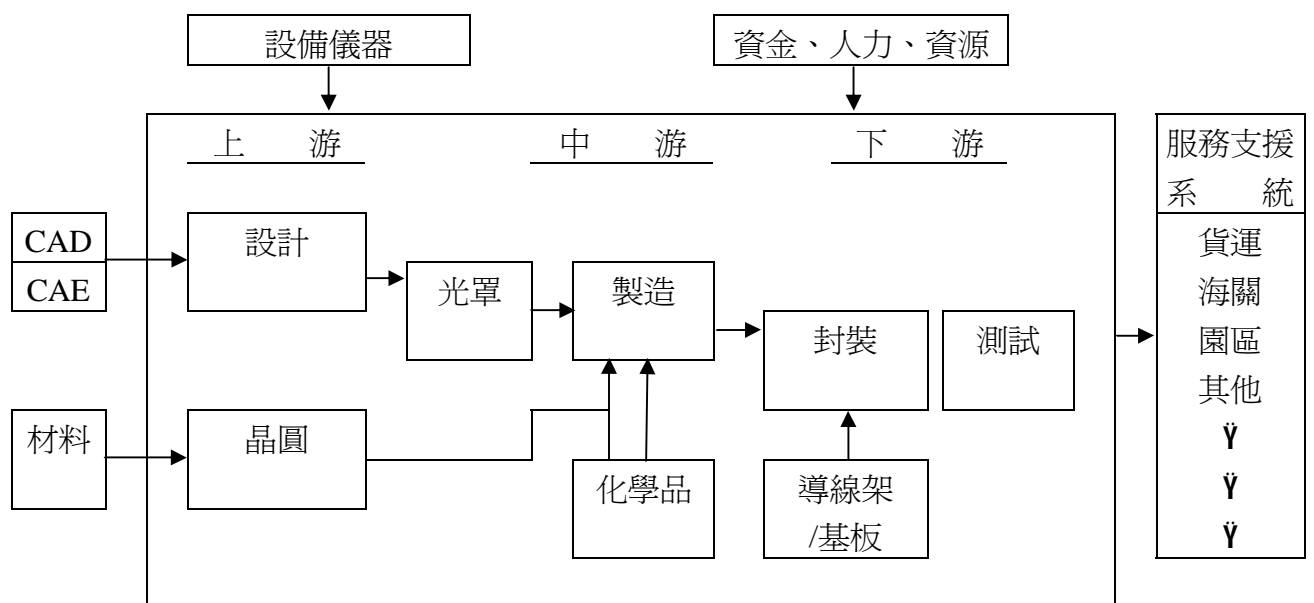 設備儀器
資金、人力、資源
上 游
中 游
下 游
服務支援
系 統
CAD
CAE
設計
光罩
製造
封裝
測試
貨運
海關
園區
其他
Ÿ
Ÿ
Ÿ
材料
晶圓
化學品
導線架
/基板